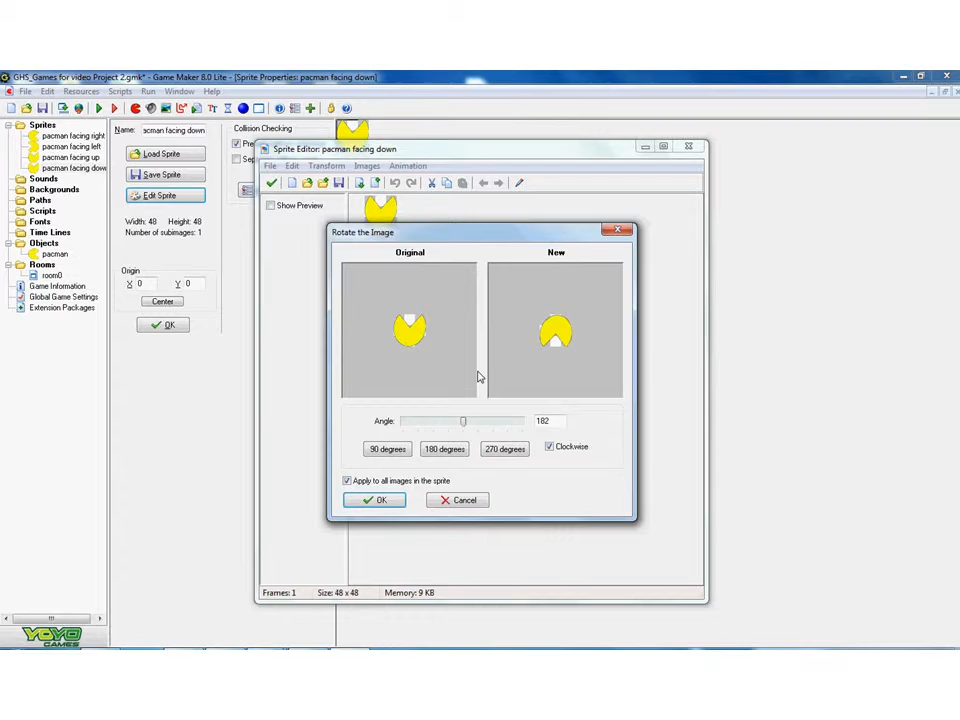 GHS_Games for video Project 2.gmk* - Game Maker 8.0 Lite - [Sprite Properties: pacman facing down]
File Edit Resources Scripts Run Window Help
Sprites
pacman facing right
pacman facing left
pacman facing up
pacman facing down
Sounds
Backgrounds
Paths
Scripts
Fonts
Time Lines
Objects
pacman
Rooms
room0
Game Information
Global Game Settings
Extension Packages
YOYO
GAMES
Name: acman facing down
Load Sprite
Save Sprite
Edit Sprite
Width: 48 Height: 48
Number of subimages: 1
Origin
X 0 Y 0
Center
OK
Collision Checking
Pre
Sep
Sprite Editor: pacman facing down
File Edit Transform Images Animation
Show Preview
Rotate the Image
Original New
Angle: 182
90 degrees 180 degrees 270 degrees Clockwise
Apply to all images in the sprite
OK Cancel
Frames: 1 Size: 48 x 48 Memory: 9 KB